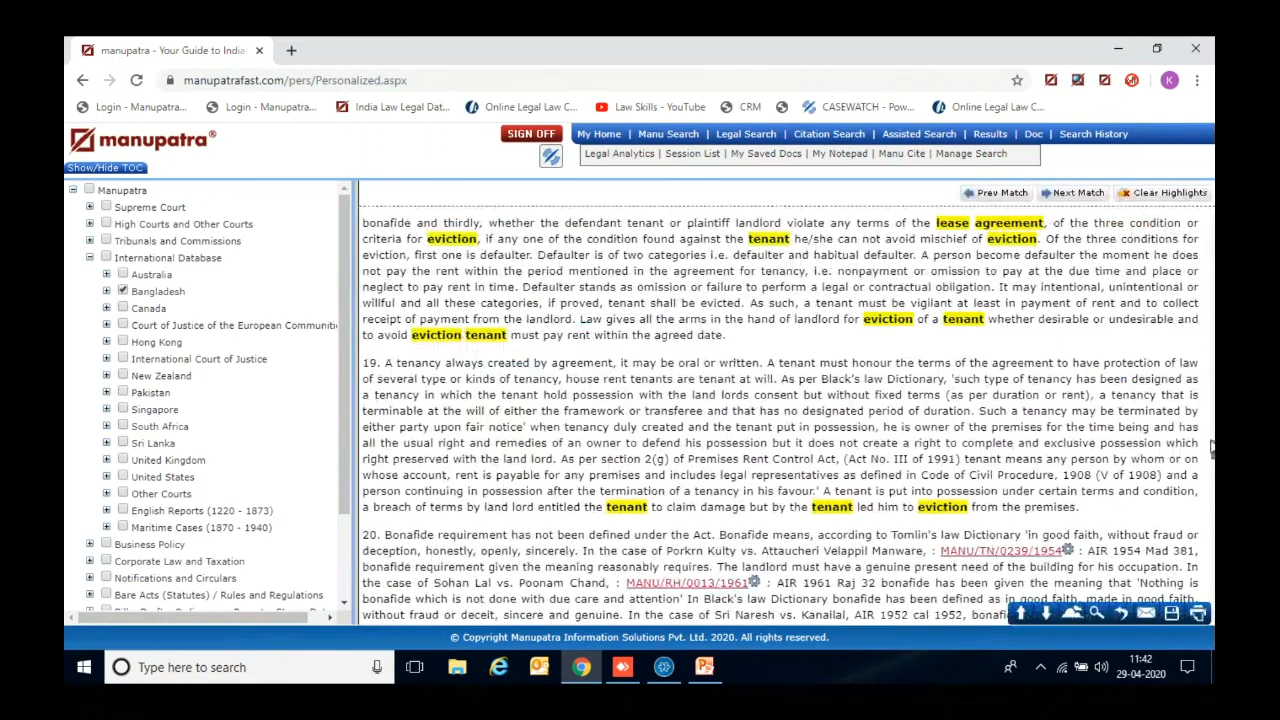 manupatra - Your Guide to India
manupatrafast.com/pers/Personalized.aspx
K
Login - Manupatra...
Login - Manupatra...
India Law Legal Dat...
Online Legal Law C...
Law Skills - YouTube
CRM
CASEWATCH - Pow...
Online Legal Law C...
manupatra®
SIGN OFF
My Home | Manu Search | Legal Search | Citation Search | Assisted Search | Results | Doc | Search History
Legal Analytics | Session List | My Saved Docs | My Notepad | Manu Cite | Manage Search
Show/Hide TOC
Prev Match
Next Match
Clear Highlights
Manupatra
Supreme Court
High Courts and Other Courts
Tribunals and Commissions
International Database
Australia
Bangladesh
Canada
Court of Justice of the European Communiti
Hong Kong
International Court of Justice
New Zealand
Pakistan
Singapore
South Africa
Sri Lanka
United Kingdom
United States
Other Courts
English Reports (1220 - 1873)
Maritime Cases (1870 - 1940)
Business Policy
Corporate Law and Taxation
Notifications and Circulars
Bare Acts (Statutes) / Rules and Regulations
bonafide and thirdly, whether the defendant tenant or plaintiff landlord violate any terms of the lease agreement, of the three condition or
criteria for eviction, if any one of the condition found against the tenant he/she can not avoid mischief of eviction. Of the three conditions for
eviction, first one is defaulter. Defaulter is of two categories i.e. defaulter and habitual defaulter. A person become defaulter the moment he does
not pay the rent within the period mentioned in the agreement for tenancy, i.e. nonpayment or omission to pay at the due time and place or
neglect to pay rent in time. Defaulter stands as omission or failure to perform a legal or contractual obligation. It may intentional, unintentional or
willful and all these categories, if proved, tenant shall be evicted. As such, a tenant must be vigilant at least in payment of rent and to collect
receipt of payment from the landlord. Law gives all the arms in the hand of landlord for eviction of a tenant whether desirable or undesirable and
to avoid eviction tenant must pay rent within the agreed date.
19. A tenancy always created by agreement, it may be oral or written. A tenant must honour the terms of the agreement to have protection of law
of several type or kinds of tenancy, house rent tenants are tenant at will. As per Black's law Dictionary, 'such type of tenancy has been designed as
a tenancy in which the tenant hold possession with the land lords consent but without fixed terms (as per duration or rent), a tenancy that is
terminable at the will of either the framework or transferee and that has no designated period of duration. Such a tenancy may be terminated by
either party upon fair notice' when tenancy duly created and the tenant put in possession, he is owner of the premises for the time being and has
all the usual right and remedies of an owner to defend his possession but it does not create a right to complete and exclusive possession which
right preserved with the land lord. As per section 2(g) of Premises Rent Control Act, (Act No. III of 1991) tenant means any person by whom or on
whose account, rent is payable for any premises and includes legal representatives as defined in Code of Civil Procedure, 1908 (V of 1908) and a
person continuing in possession after the termination of a tenancy in his favour.' A tenant is put into possession under certain terms and condition,
a breach of terms by land lord entitled the tenant to claim damage but by the tenant led him to eviction from the premises.
20. Bonafide requirement has not been defined under the Act. Bonafide means, according to Tomlin's law Dictionary 'in good faith, without fraud or
deception, honestly, openly, sincerely. In the case of Porkrn Kulty vs. Attaucheri Velappil Manware, : MANU/TN/0239/1954 : AIR 1954 Mad 381,
bonafide requirement given the meaning reasonably requires. The landlord must have a genuine present need of the building for his occupation. In
the case of Sohan Lal vs. Poonam Chand, : MANU/RH/0013/1961 : AIR 1961 Raj 32 bonafide has been given the meaning that 'Nothing is
bonafide which is not done with due care and attention' In Black's law Dictionary bonafide has been defined as in good faith, made in good faith,
without fraud or deceit, sincere and genuine. In the case of Sri Naresh vs. Kanailal, AIR 1952 cal 1952,
© Copyright Manupatra Information Solutions Pvt. Ltd. 2020. All rights reserved.
Type here to search
11:42
29-04-2020